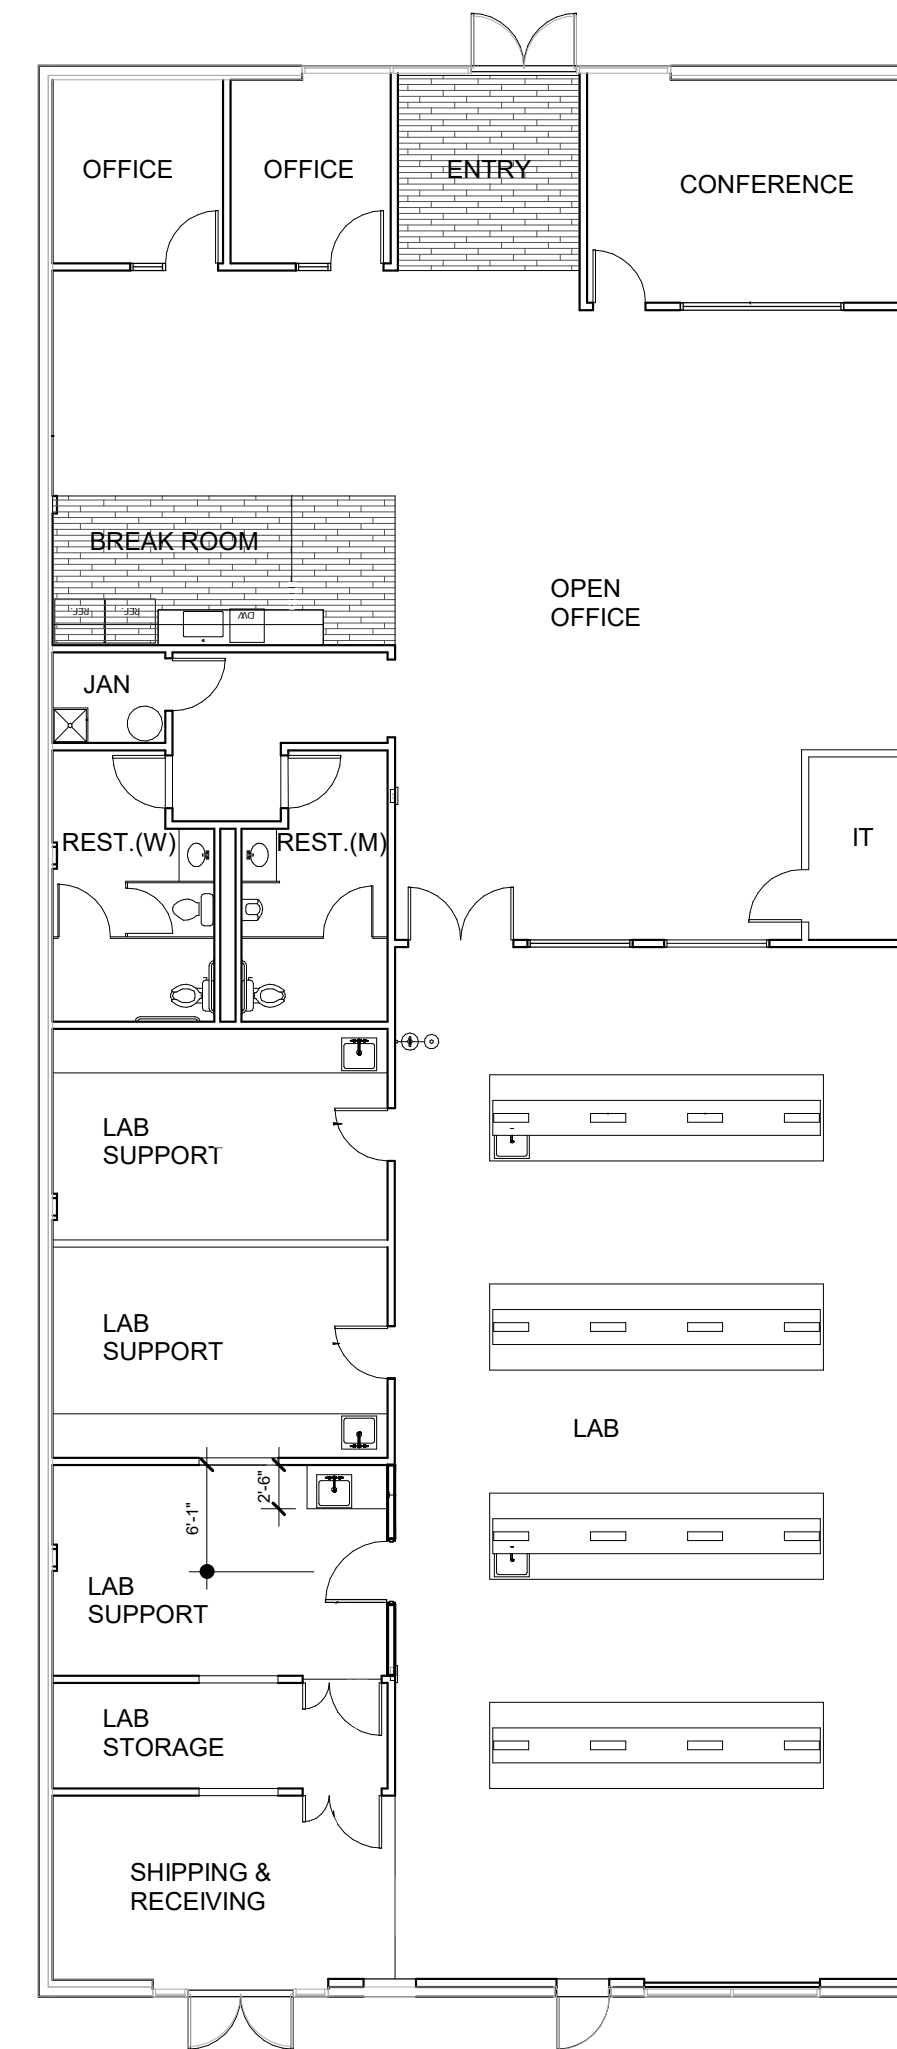 OFFICE
OFFICE
ENTRY
CONFERENCE
BREAK ROOM
REF.
REF.
DW
OPEN
OFFICE
JAN
REST.(W)
REST.(M)
IT
LAB
SUPPORT
LAB
SUPPORT
LAB
6'-1"
2'-6"
LAB
SUPPORT
LAB
STORAGE
SHIPPING &
RECEIVING